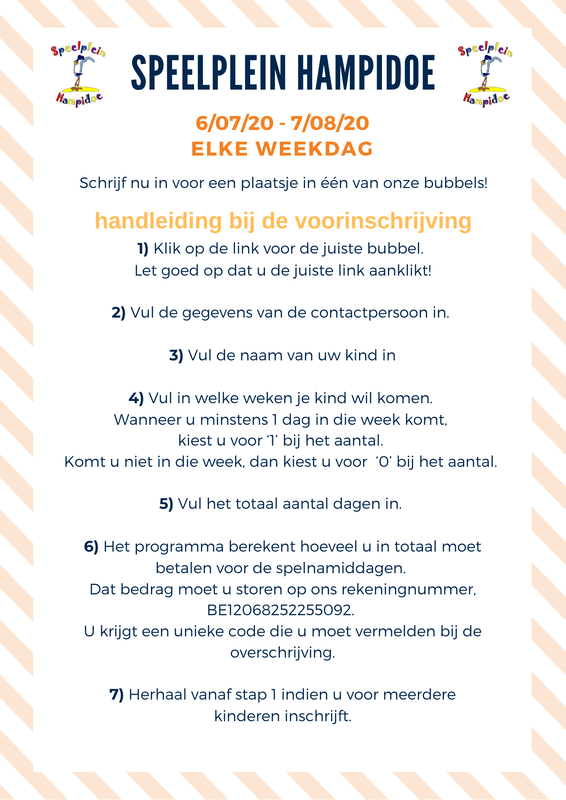 Speelplein
Hampidoe
SPEELPLEIN HAMPIDOE
Speelplein
Hampidoe
6/07/20 - 7/08/20
ELKE WEEKDAG
Schrijf nu in voor een plaatsje in één van onze bubbels!
handleiding bij de voorinschrijving
1) Klik op de link voor de juiste bubbel.
Let goed op dat u de juiste link aanklikt!
2) Vul de gegevens van de contactpersoon in.
3) Vul de naam van uw kind in
4) Vul in welke weken je kind wil komen.
Wanneer u minstens 1 dag in die week komt,
kiest u voor '1' bij het aantal.
Komt u niet in die week, dan kiest u voor '0' bij het aantal.
5) Vul het totaal aantal dagen in.
6) Het programma berekent hoeveel u in totaal moet
betalen voor de spelnamiddagen.
Dat bedrag moet u storen op ons rekeningnummer,
BE12068252255092.
U krijgt een unieke code die u moet vermelden bij de
overschrijving.
7) Herhaal vanaf stap 1 indien u voor meerdere
kinderen inschrijft.